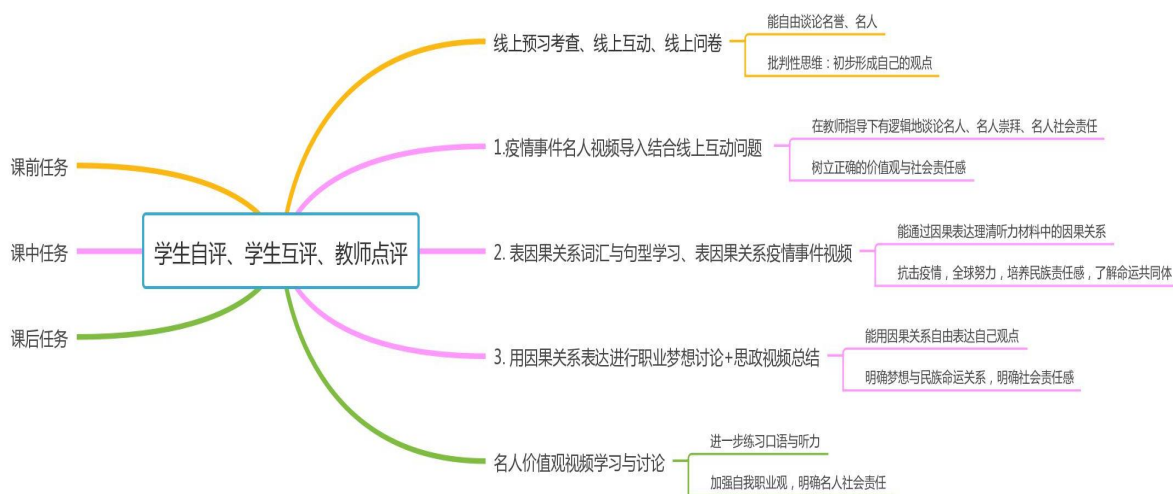 课前任务
课中任务
课后任务
学生自评、学生互评、教师点评
线上预习考查、线上互动、线上问卷
能自由谈论名誉、名人
批判性思维：初步形成自己的观点
1.疫情事件名人视频导入结合线上互动问题
在教师指导下有逻辑地谈论名人、名人崇拜、名人社会责任
树立正确的价值观与社会责任感
2. 表因果关系词汇与句型学习、表因果关系疫情事件视频
能通过因果表达理清听力材料中的因果关系
抗击疫情，全球努力，培养民族责任感，了解命运共同体
3. 用因果关系表达进行职业梦想讨论+思政视频总结
能用因果关系自由表达自己观点
明确梦想与民族命运关系，明确社会责任感
名人价值观视频学习与讨论
进一步练习口语与听力
加强自我职业观，明确名人社会责任